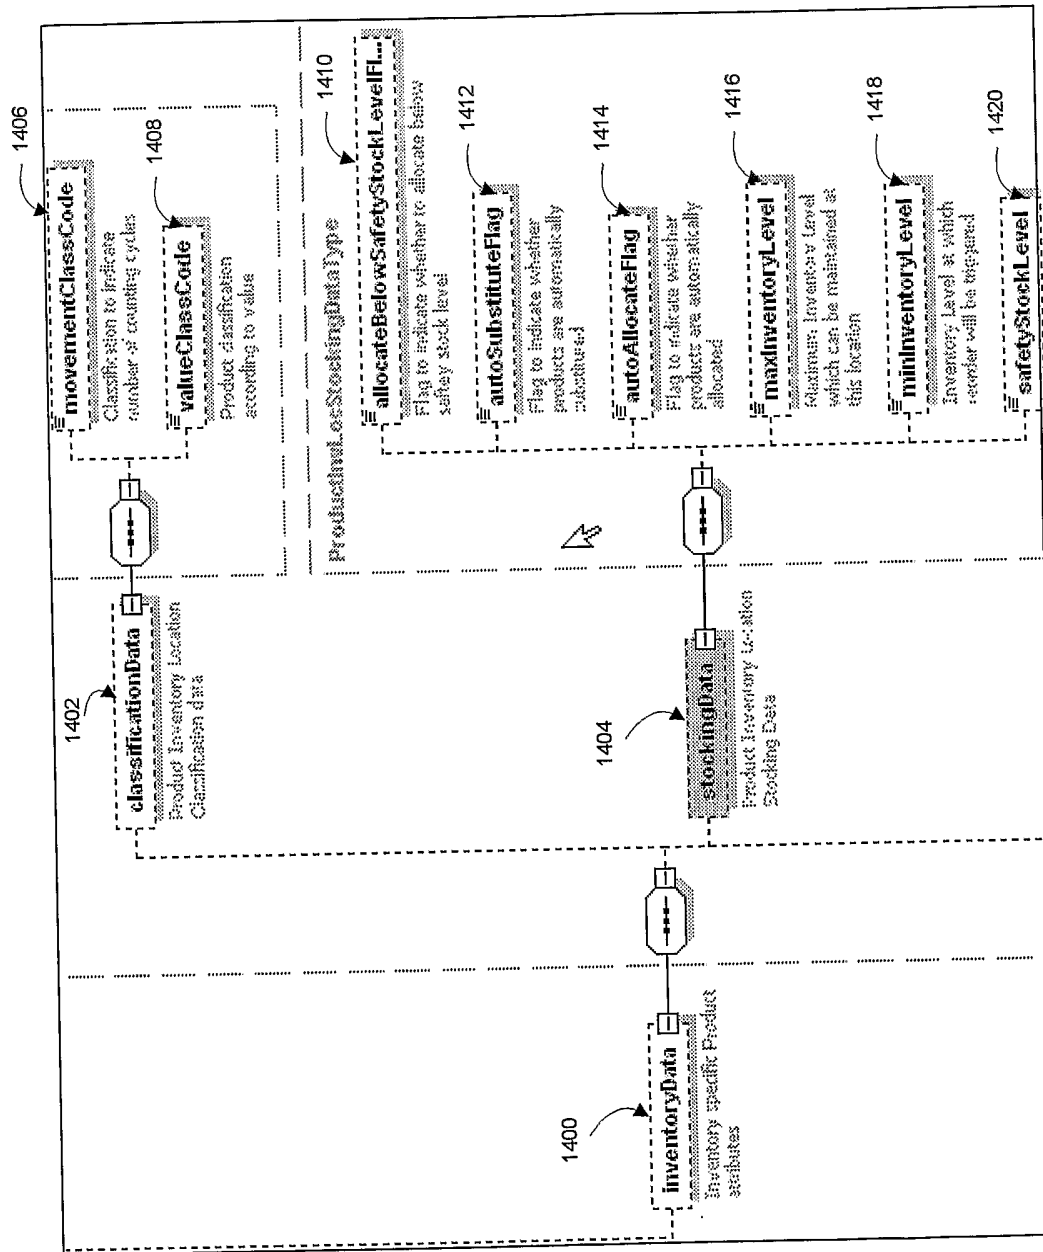 1406
movementClassCode
Classification to indicate
number of counting cycles
1408
valueClassCode
Product classification
according to value
1402
classificationData
Product Inventory Location
Classification data
ProductInvLocStockingDataType
1410
allocateBelowSafetyStockLevelFl...
Flag to indicate whether to allocate below
safety stock level
1412
autoSubstituteFlag
Flag to indicate whether
products are automatically
substituted
1414
autoAllocateFlag
Flag to indicate whether
products are automatically
allocated
1404
stockingData
Product Inventory Location
Stocking Data
1416
maxInventoryLevel
Maximum Inventory Level
which can be maintained at
this location
1418
minInventoryLevel
Inventory Level at which
reorder will be triggered
1420
safetyStockLevel
1400
inventoryData
Inventory specific Product
attributes